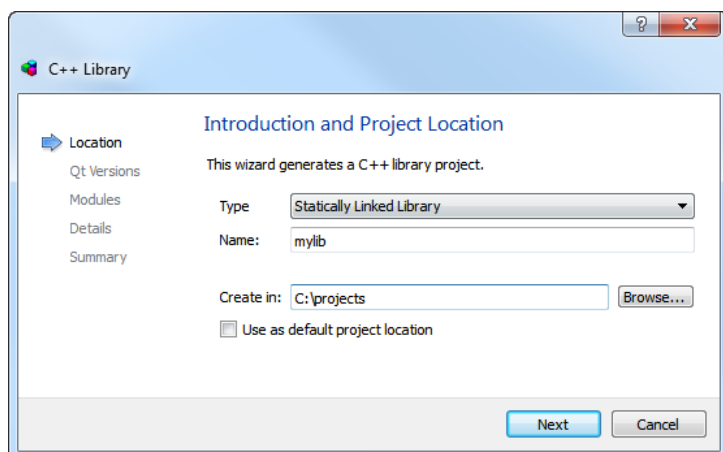 ?
C++ Library
Location
Qt Versions
Modules
Details
Summary
Introduction and Project Location
This wizard generates a C++ library project.
Type Statically Linked Library
Name: mylib
Create in: C:\projects Browse...
Use as default project location
Next Cancel